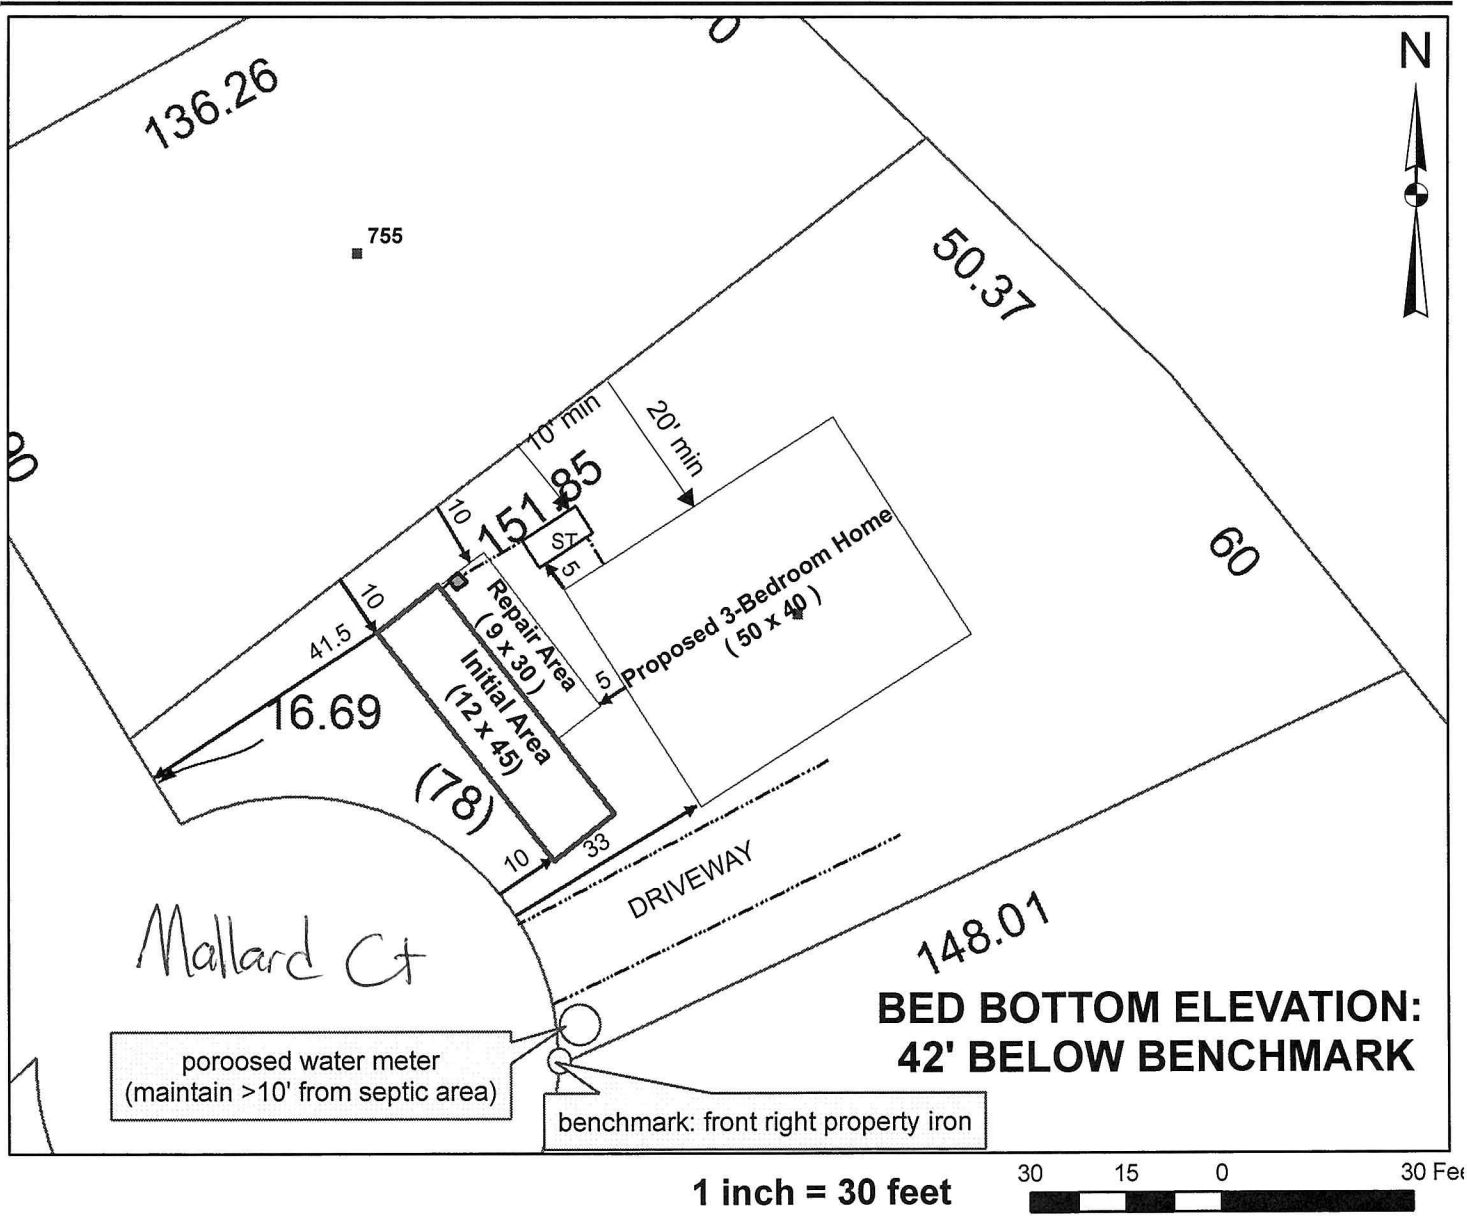 0
N
136.26
755
50.37
10' min
20' min
90
10
151.85
ST
5
60
10
Repair Area
( 9 x 30 )
Proposed 3-Bedroom Home
( 50 x 40 )
41.5
5
Initial Area
(12 x 45)
16.69
(78)
33
10
DRIVEWAY
Mallard Ct
148.01
BED BOTTOM ELEVATION:
42' BELOW BENCHMARK
poroosed water meter
(maintain >10' from septic area)
benchmark: front right property iron
1 inch = 30 feet
30 15 0 30 Fee